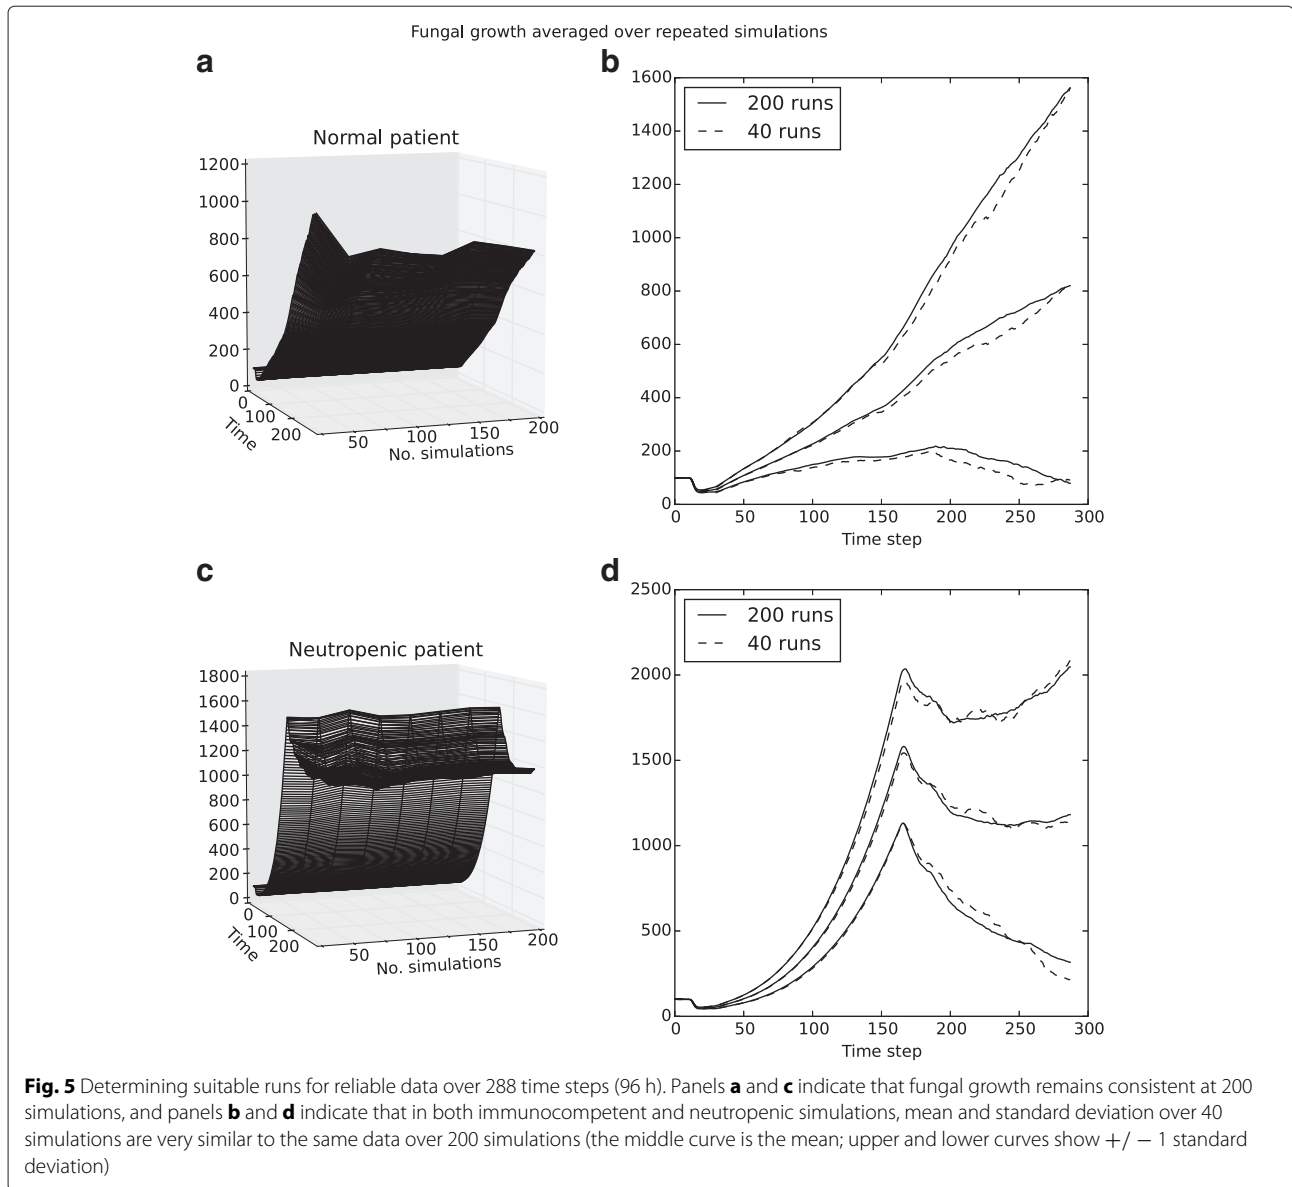 Fungal growth averaged over repeated simulations
a
Normal patient
1200
1000
800
600
400
200
0
0
100
200
Time
50
100
150
200
No. simulations
b
1600
1400
1200
1000
800
600
400
200
0
200 runs
40 runs
0
50
100
150
200
250
300
Time step
c
Neutropenic patient
1800
1600
1400
1200
1000
800
600
400
200
0
0
100
200
Time
50
100
150
200
No. simulations
d
2500
2000
1500
1000
500
0
200 runs
40 runs
0
50
100
150
200
250
300
Time step
Fig. 5 Determining suitable runs for reliable data over 288 time steps (96 h). Panels a and c indicate that fungal growth remains consistent at 200
simulations, and panels b and d indicate that in both immunocompetent and neutropenic simulations, mean and standard deviation over 40
simulations are very similar to the same data over 200 simulations (the middle curve is the mean; upper and lower curves show +/ − 1 standard
deviation)